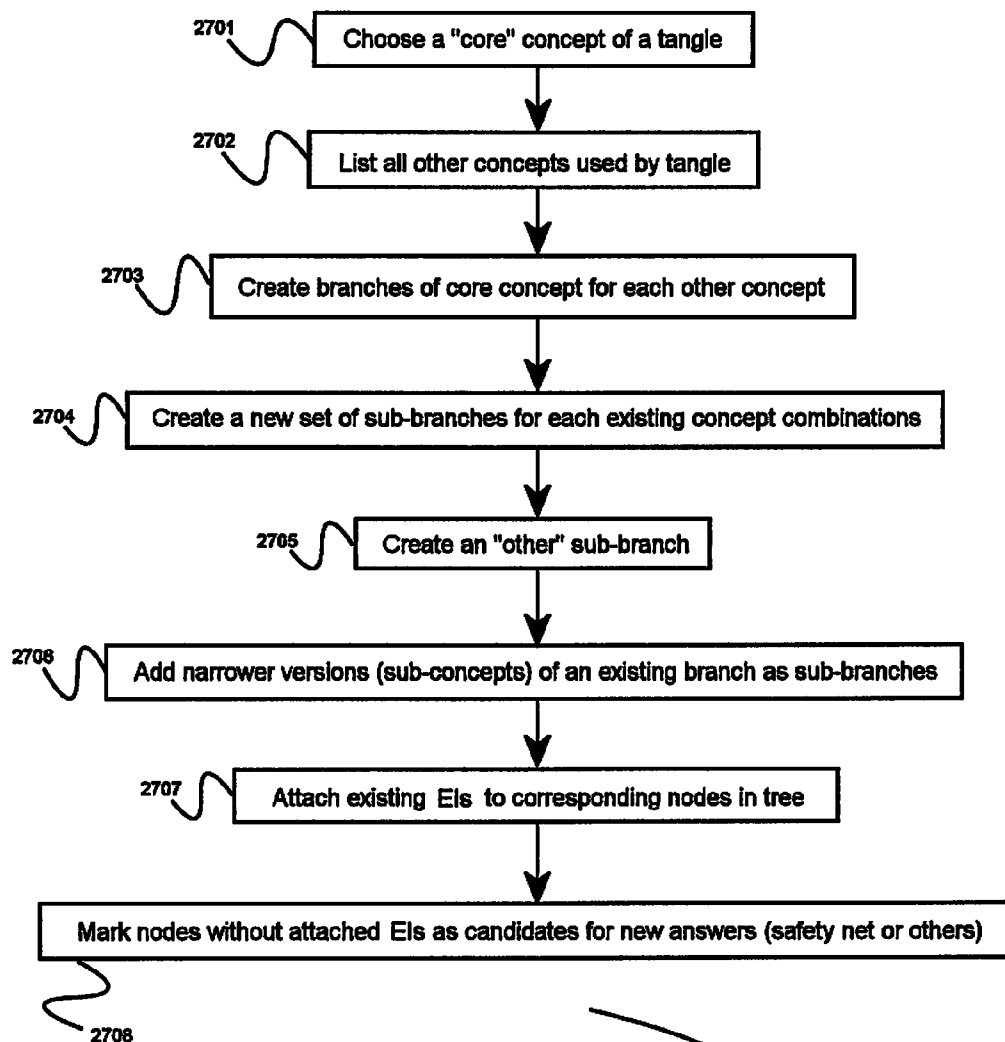 2701
Choose a "core" concept of a tangle
2702
List all other concepts used by tangle
2703
Create branches of core concept for each other concept
2704
Create a new set of sub-branches for each existing concept combinations
2705
Create an "other" sub-branch
2706
Add narrower versions (sub-concepts) of an existing branch as sub-branches
2707
Attach existing EIs to corresponding nodes in tree
Mark nodes without attached EIs as candidates for new answers (safety net or others)
2708